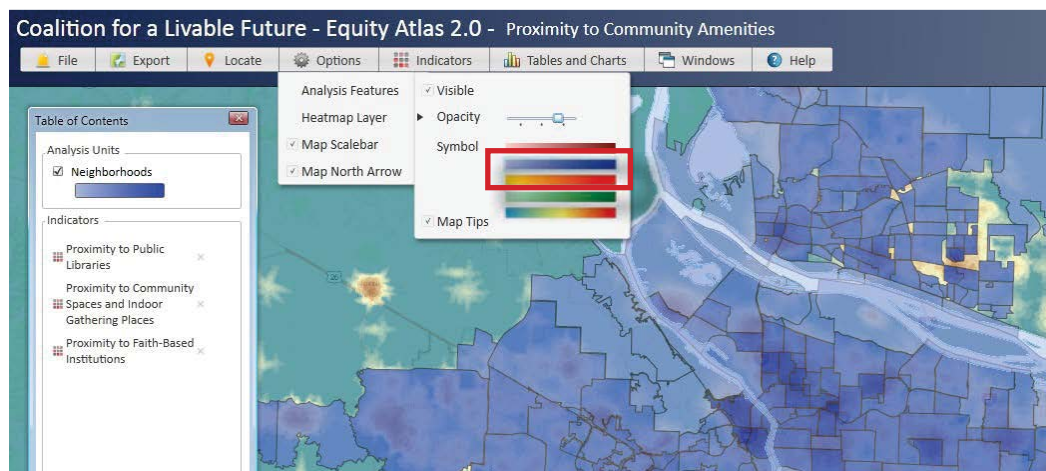 Coalition for a Livable Future - Equity Atlas 2.0 - Proximity to Community Amenities
File Export Locate Options Indicators Tables and Charts Windows Help
Analysis Features
Heatmap Layer
Map Scalebar
Map North Arrow
Visible
Opacity
Symbol
Map Tips
Table of Contents
Analysis Units
Neighborhoods
Indicators
Proximity to Public
Libraries
Proximity to Community
Spaces and Indoor
Gathering Places
Proximity to Faith-Based
Institutions